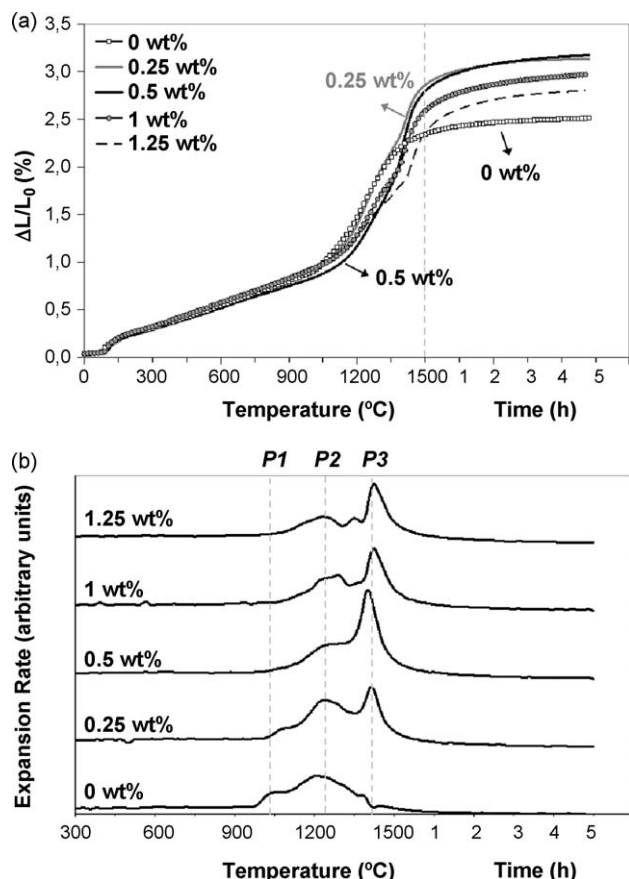 (a)
3,5
3,0
2,5
2,0
1,5
1,0
0,5
0,0
ΔL/L0 (%)
0 wt%
0.25 wt%
0.5 wt%
1 wt%
1.25 wt%
0.25 wt%
0 wt%
0.5 wt%
0 300 600 900 1200 1500 1 2 3 4 5
Temperature (ºC) Time (h)
(b)
P1 P2 P3
Expansion Rate (arbitrary units)
1.25 wt%
1 wt%
0.5 wt%
0.25 wt%
0 wt%
300 600 900 1200 1500 1 2 3 4 5
Temperature (ºC) Time (h)